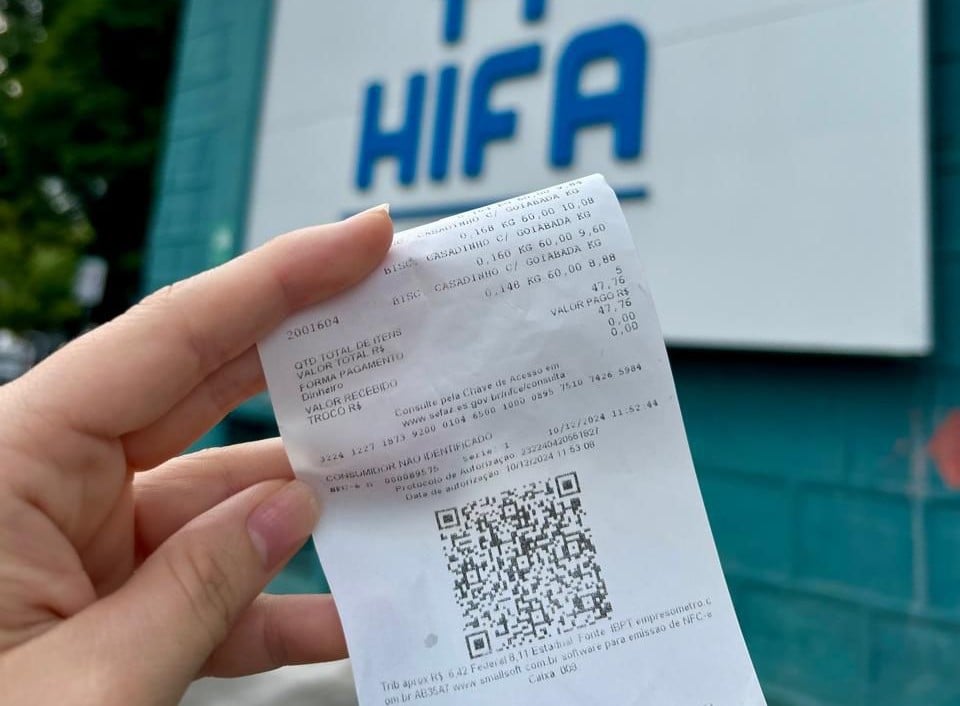 HIFA
BISC. CASADINHO C/ GOIABADA KG
0,168 KG 60,00 10,08
BISC. CASADINHO C/ GOIABADA KG
0,160 KG 60,00 9,60
BISC. CASADINHO C/ GOIABADA KG
0,148 KG 60,00 8,88
2001604
QTD TOTAL DE ITENS 5
VALOR TOTAL R$ 47,76
FORMA PAGAMENTO VALOR PAGO R$
Dinheiro 47,76
VALOR RECEBIDO 0,00
TROCO R$ 0,00
Consulte pela Chave de Acesso em
www.sefaz.es.gov.br/nfce/consulta
3224 1227 1873 9200 0104 6500 1000 0895 7510 7426 5984
CONSUMIDOR NÃO IDENTIFICADO
NFC-e n 000089575 Serie: 1 10/12/2024 11:52:44
Protocolo de Autorização
Data de autorização 10/12/2024 11:53:08
Trib aprox R$ 6,42 Federal 8,11 Estadual Fonte IBPT empresometro.c
om.br AB35A7 www.smallsoft.com.br software para emissão de NFC-e
Caixa 003